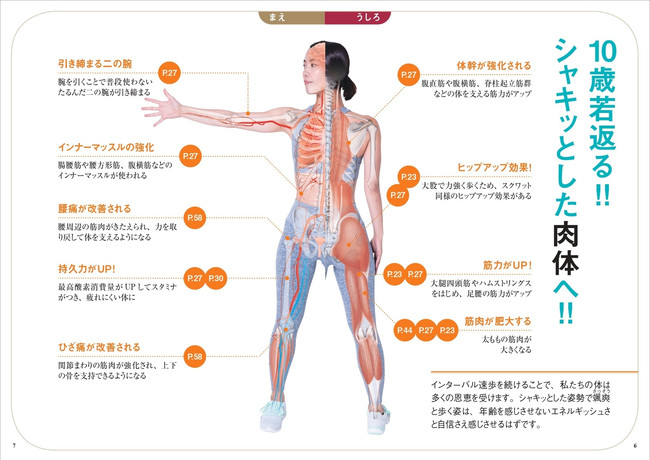 まえ
うしろ
10歳若返る!!
シャキッとした肉体へ!!
引き締まる二の腕
P.27
腕を引くことで普段使わない
たるんだ二の腕が引き締まる
インナーマッスルの強化
P.27
腸腰筋や腰方形筋、腹横筋などの
インナーマッスルが使われる
腰痛が改善される
P.58
腰周辺の筋肉がきたえられ、力を取
り戻して体を支えるようになる
持久力がUP!
P.27 P.30
最高酸素消費量がUPしてスタミナ
がつき、疲れにくい体に
ひざ痛が改善される
P.58
関節まわりの筋肉が強化され、上下
の骨を支持できるようになる
体幹が強化される
P.27
腹直筋や腹横筋、脊柱起立筋群
などの体を支える筋力がアップ
ヒップアップ効果!
P.23
P.27
大股で力強く歩くため、スクワット
同様のヒップアップ効果がある
筋力がUP!
P.23 P.27
大腿四頭筋やハムストリングス
をはじめ、足腰の筋力がアップ
筋肉が肥大する
P.44 P.27 P.23
太ももの筋肉が
大きくなる
インターバル速歩を続けることで、私たちの体は
多くの恩恵を受けます。シャキッとした姿勢で颯爽
さっそう
と歩く姿は、年齢を感じさせないエネルギッシュさ
と自信さえ感じさせるはずです。
7
6